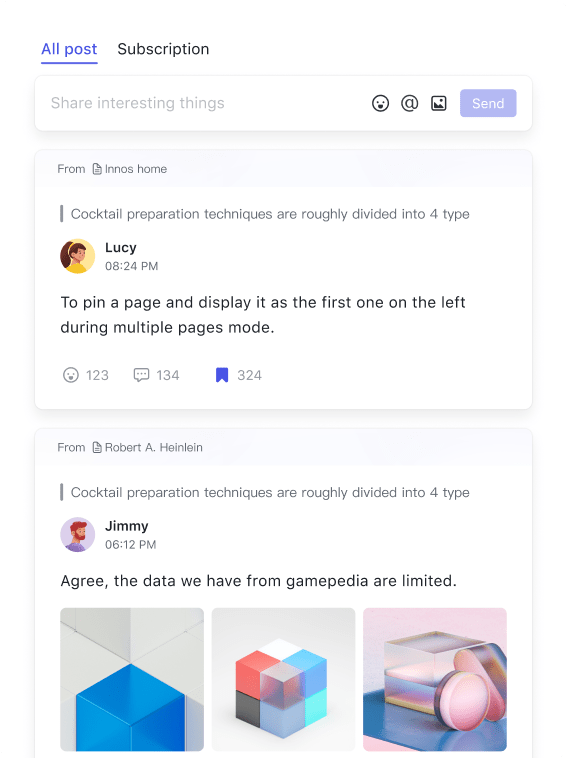 All post Subscription
Share interesting things Send
From Innos home
Cocktail preparation techniques are roughly divided into 4 type
Lucy
08:24 PM
To pin a page and display it as the first one on the left
during multiple pages mode.
123 134 324
From Robert A. Heinlein
Cocktail preparation techniques are roughly divided into 4 type
Jimmy
06:12 PM
Agree, the data we have from gamepedia are limited.